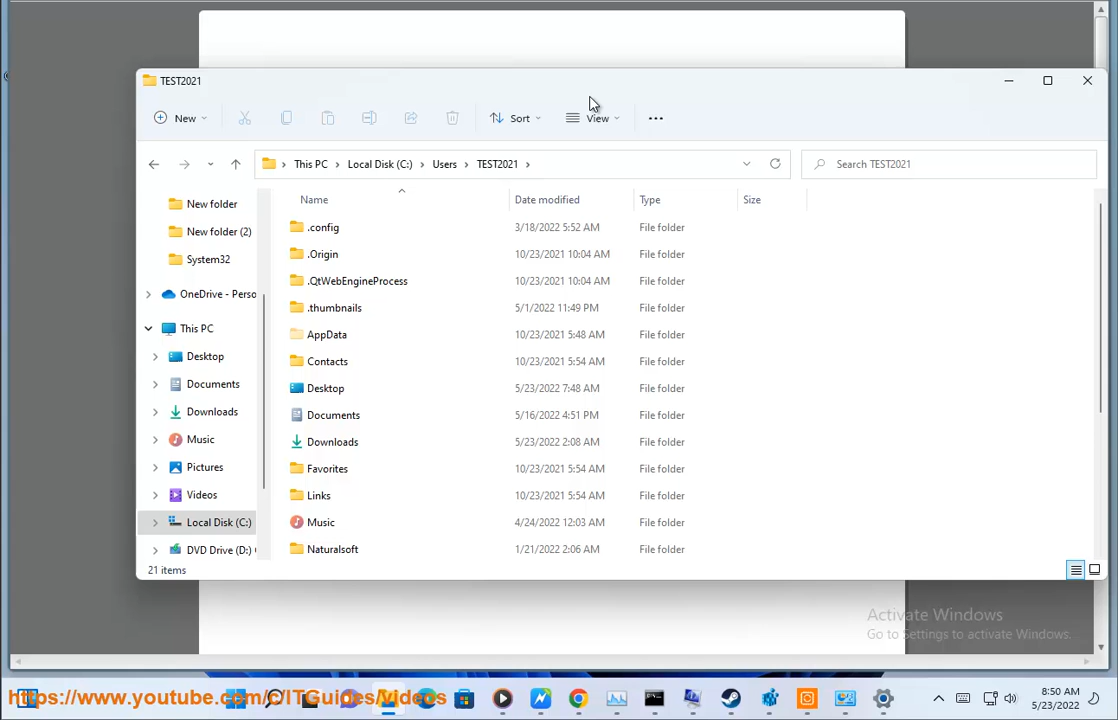 TEST2021
New
Sort
View
This PC > Local Disk (C:) > Users > TEST2021 >
Search TEST2021
Name Date modified Type Size
New folder
New folder (2)
System32
OneDrive - Perso
This PC
Desktop
Documents
Downloads
Music
Pictures
Videos
Local Disk (C:)
DVD Drive (D:)
.config 3/18/2022 5:52 AM File folder
.Origin 10/23/2021 10:04 AM File folder
.QtWebEngineProcess 10/23/2021 10:04 AM File folder
.thumbnails 5/1/2022 11:49 PM File folder
AppData 10/23/2021 5:48 AM File folder
Contacts 10/23/2021 5:54 AM File folder
Desktop 5/23/2022 7:48 AM File folder
Documents 5/16/2022 4:51 PM File folder
Downloads 5/23/2022 2:08 AM File folder
Favorites 10/23/2021 5:54 AM File folder
Links 10/23/2021 5:54 AM File folder
Music 4/24/2022 12:03 AM File folder
Naturalsoft 1/21/2022 2:06 AM File folder
21 items
Activate Windows
Go to Settings to activate Windows.
https://www.youtube.com/c/ITGuides/videos
8:50 AM
5/23/2022